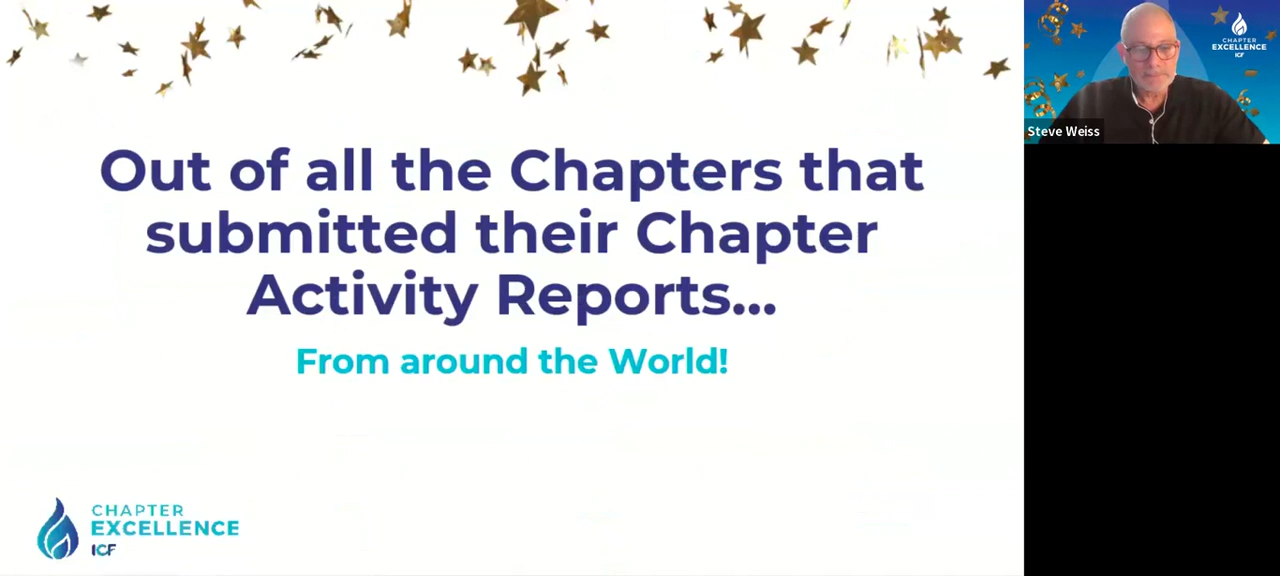 Out of all the Chapters that
submitted their Chapter
Activity Reports...
From around the World!
CHAPTER
EXCELLENCE
ICF
CHAPTER
EXCELLENCE
ICF
Steve Weiss